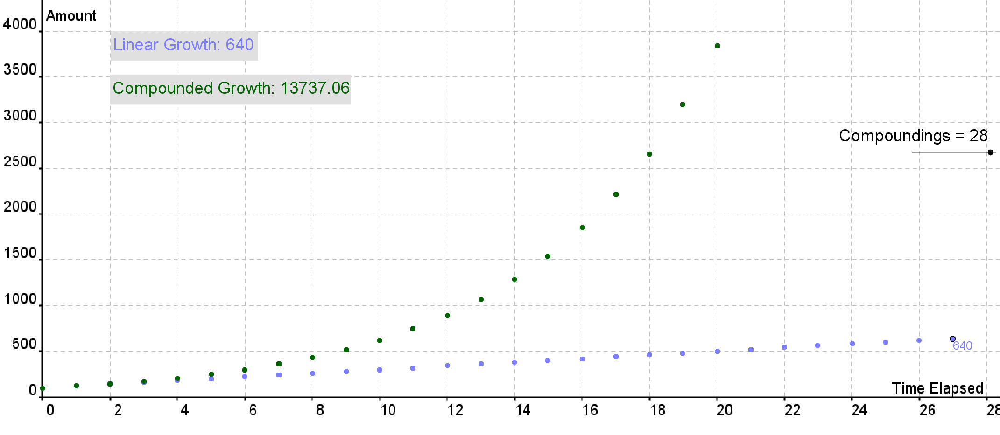 Amount
4000
Linear Growth: 640
3500
Compounded Growth: 13737.06
3000
Compoundings = 28
2500
2000
1500
1000
500
640
0
Time Elapsed
0 2 4 6 8 10 12 14 16 18 20 22 24 26 28